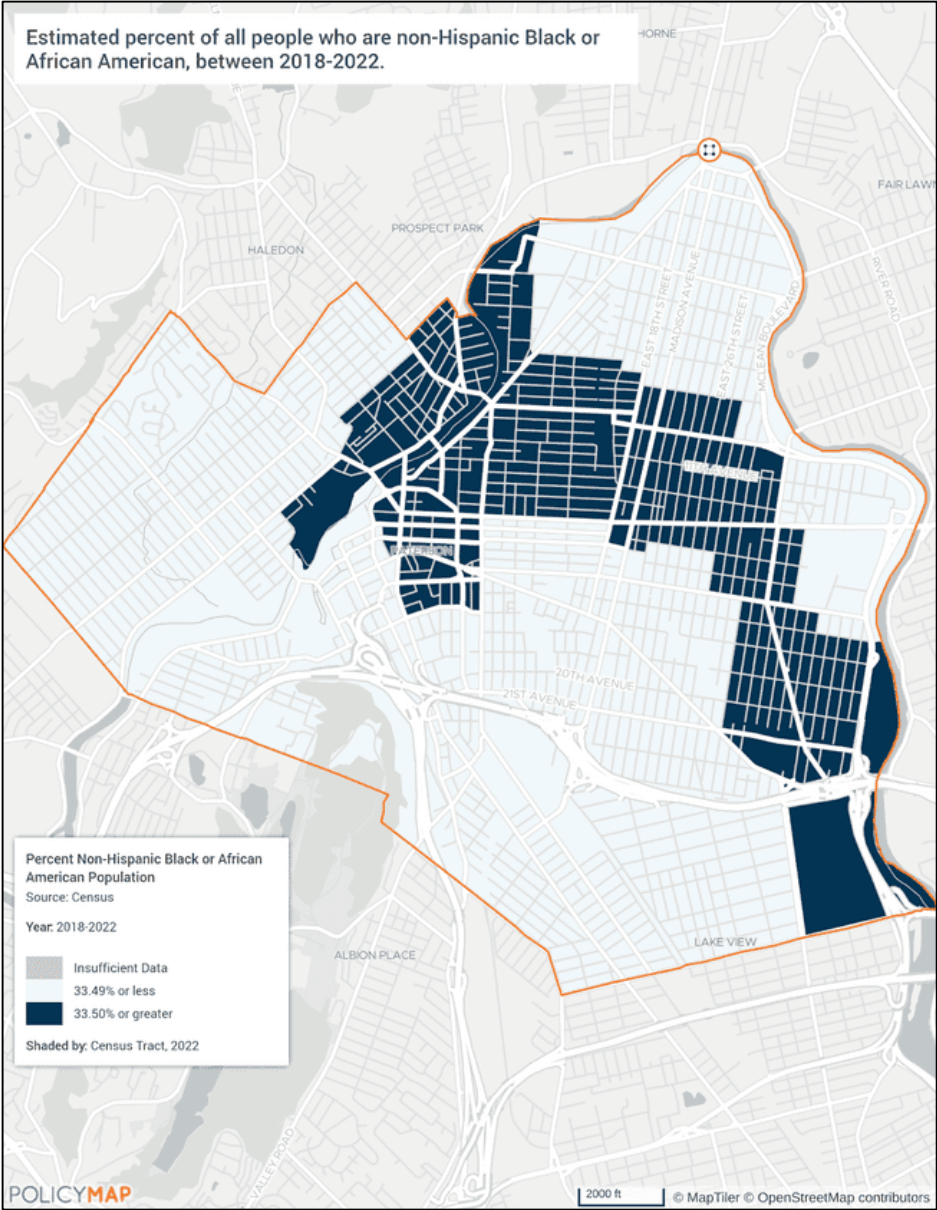 Estimated percent of all people who are non-Hispanic Black or
African American, between 2018-2022.
HORNE
FAIR LAWN
PROSPECT PARK
HALEDON
RIVER ROAD
EAST 18TH STREET
MADISON AVENUE
EAST 26TH STREET
MCLEAN BOULEVARD
11TH AVENUE
PATERSON
20TH AVENUE
21ST AVENUE
Percent Non-Hispanic Black or African
American Population
Source: Census
Year: 2018-2022
Insufficient Data
33.49% or less
33.50% or greater
Shaded by: Census Tract, 2022
ALBION PLACE
LAKE VIEW
VALLEY ROAD
POLICYMAP
2000 ft
© MapTiler © OpenStreetMap contributors